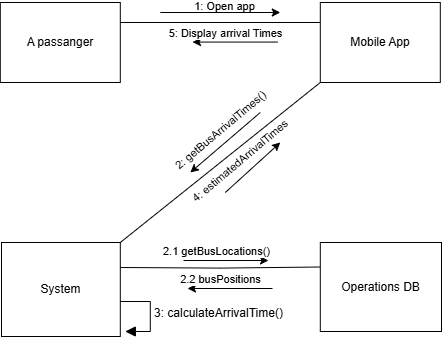 1: Open app
A passanger
5: Display arrival Times
Mobile App
2: getBusArrivalTimes()
4: estimatedArrivalTimes
2.1 getBusLocations()
System
2.2 busPositions
Operations DB
3: calculateArrivalTime()